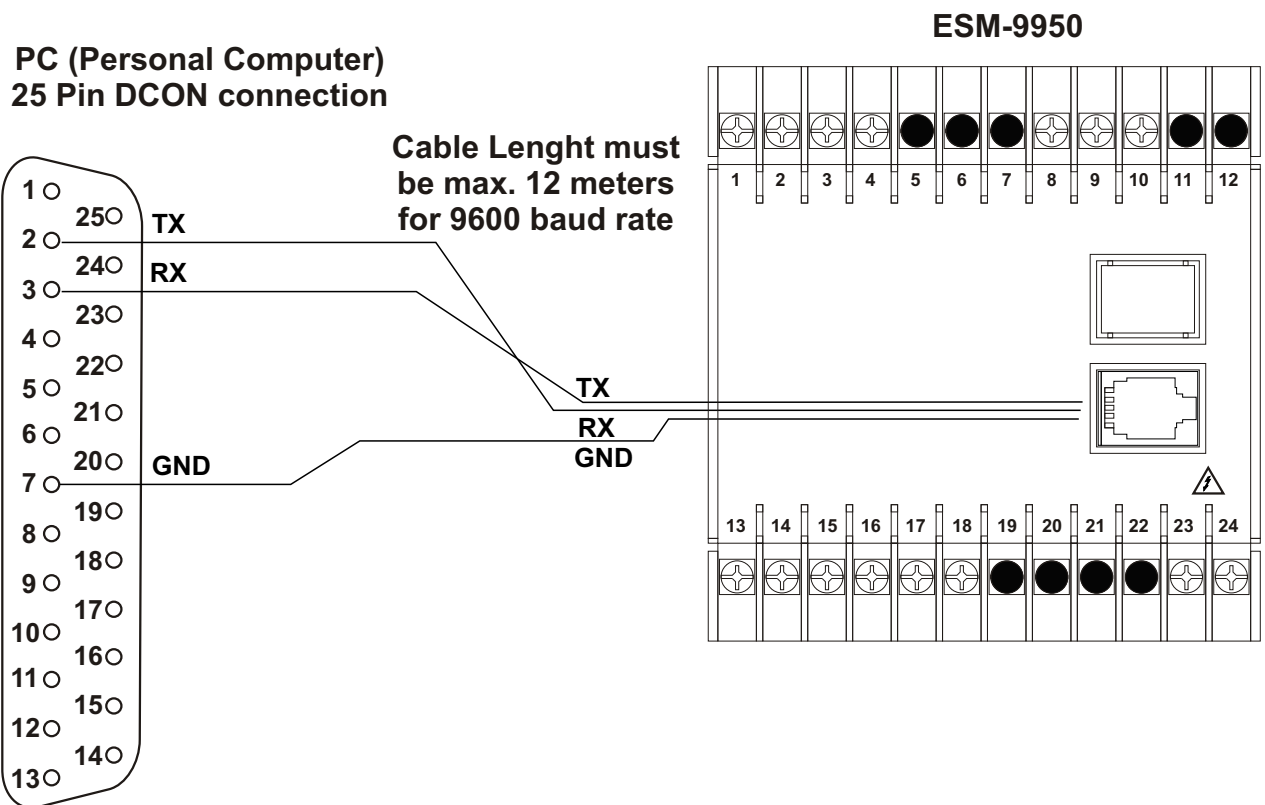 ESM-9950
PC (Personal Computer)
25 Pin DCON connection
Cable Lenght must
be max. 12 meters
for 9600 baud rate
1 2 3 4 5 6 7 8 9 10 11 12
1
25
TX
2
24
RX
3
23
4
22
5
TX
21
6
RX
20
GND
GND
7
19
8
18
9
17
10
16
11
15
12
14
13
13 14 15 16 17 18 19 20 21 22 23 24